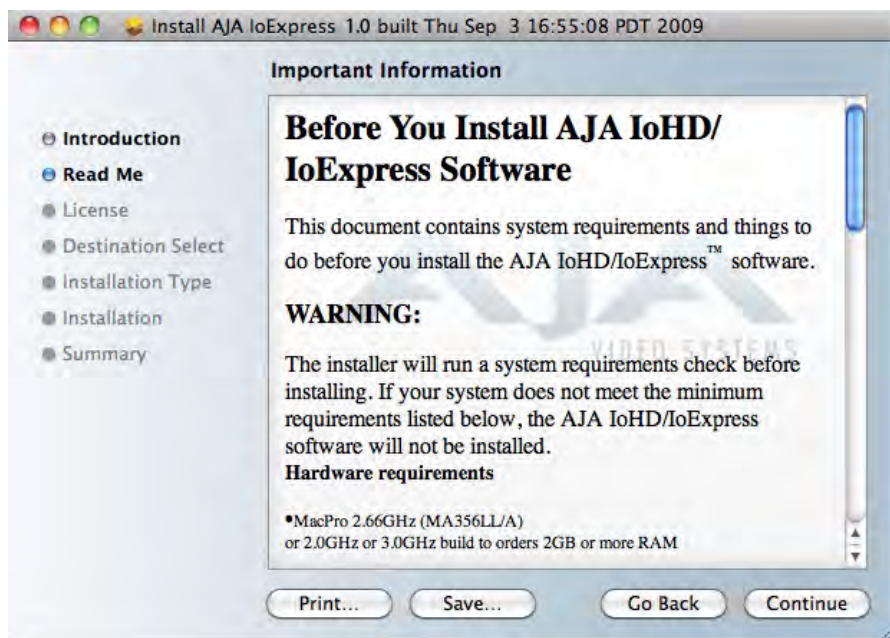 Install AJA IoExpress 1.0 built Thu Sep 3 16:55:08 PDT 2009
Important Information
Introduction
Read Me
License
Destination Select
Installation Type
Installation
Summary
Before You Install AJA IoHD/
IoExpress Software
This document contains system requirements and things to
do before you install the AJA IoHD/IoExpress™ software.
WARNING:
The installer will run a system requirements check before
installing. If your system does not meet the minimum
requirements listed below, the AJA IoHD/IoExpress
software will not be installed.
Hardware requirements
•MacPro 2.66GHz (MA356LL/A)
or 2.0GHz or 3.0GHz build to orders 2GB or more RAM
AJA
VIDEO SYSTEMS
Print...
Save...
Go Back
Continue